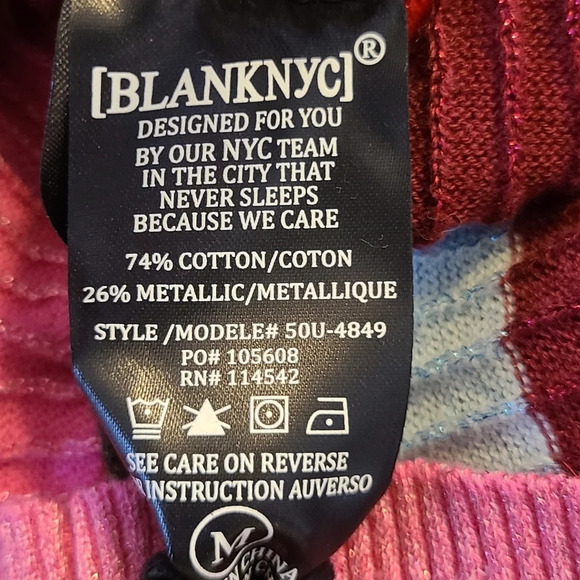 [BLANKNYC]®
DESIGNED FOR YOU
BY OUR NYC TEAM
IN THE CITY THAT
NEVER SLEEPS
BECAUSE WE CARE
74% COTTON/COTON
26% METALLIC/METALLIQUE
STYLE /MODELE# 50U-4849
PO# 105608
RN# 114542
SEE CARE ON REVERSE
INSTRUCTION AUVERSO
M
CHINA